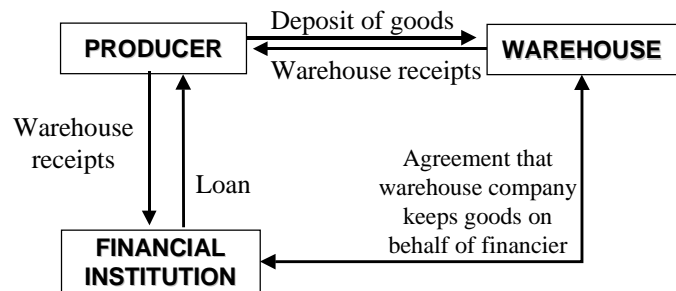 Deposit of goods
PRODUCER
WAREHOUSE
Warehouse receipts
Warehouse
receipts
Loan
Agreement that
warehouse company
keeps goods on
behalf of financier
FINANCIAL
INSTITUTION